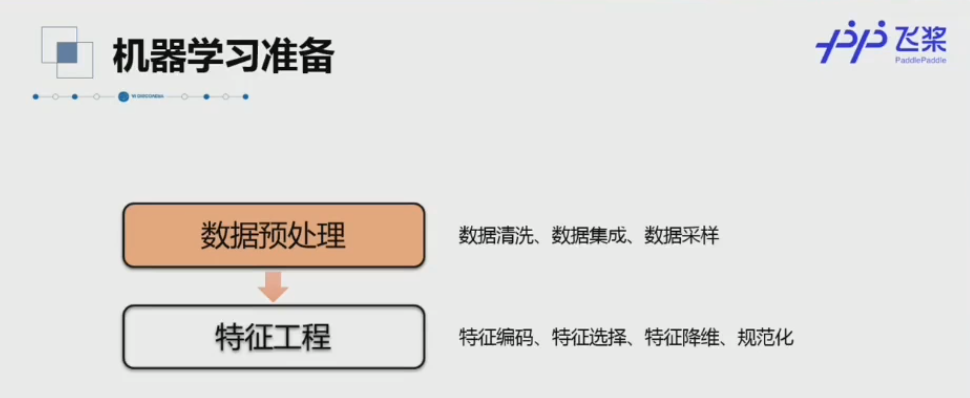 机器学习准备
飞桨
PaddlePaddle
数据预处理
数据清洗、数据集成、数据采样
特征工程
特征编码、特征选择、特征降维、规范化